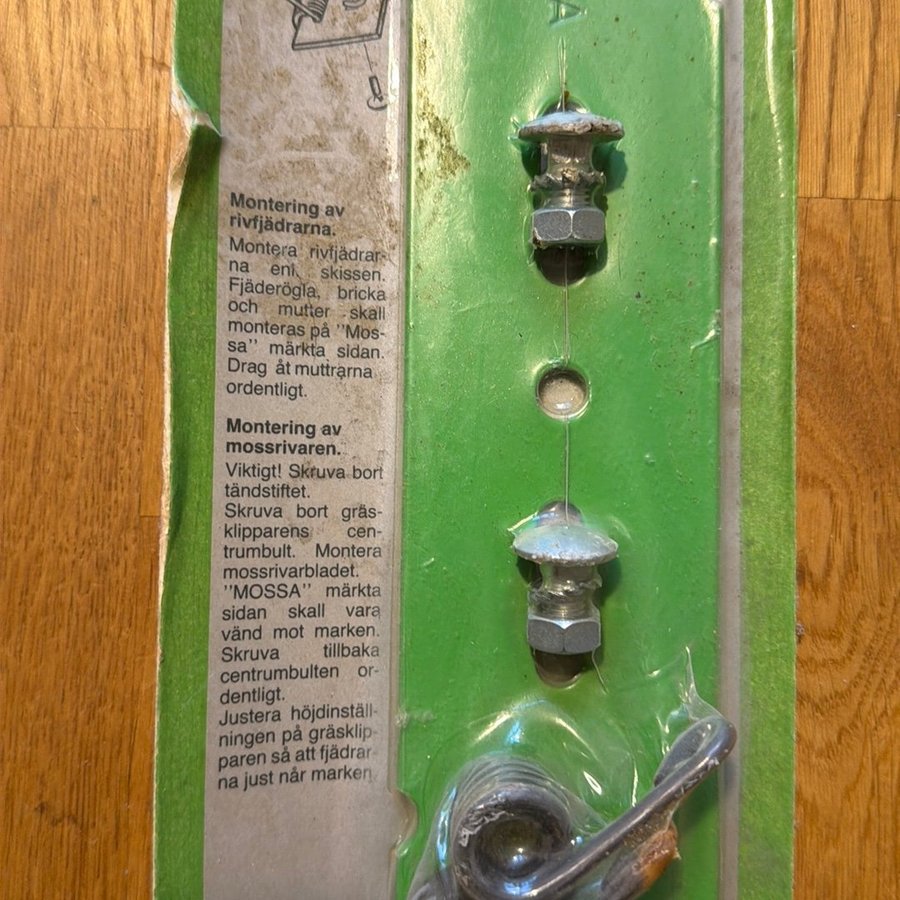 A
Montering av
rivfjädrarna.
Montera rivfjädrar-
na enl. skissen.
Fjäderögla, bricka
och mutter skall
monteras på "Mos-
sa" märkta sidan.
Drag åt muttrarna
ordentligt.
Montering av
mossrivaren.
Viktigt! Skruva bort
tändstiftet.
Skruva bort gräs-
klipparens cen-
trumbult. Montera
mossrivarbladet.
"MOSSA" märkta
sidan skall vara
vänd mot marken.
Skruva tillbaka
centrumbulten or-
dentligt.
Justera höjdinställ-
ningen på gräsklip-
paren så att fjädrar-
na just når marken